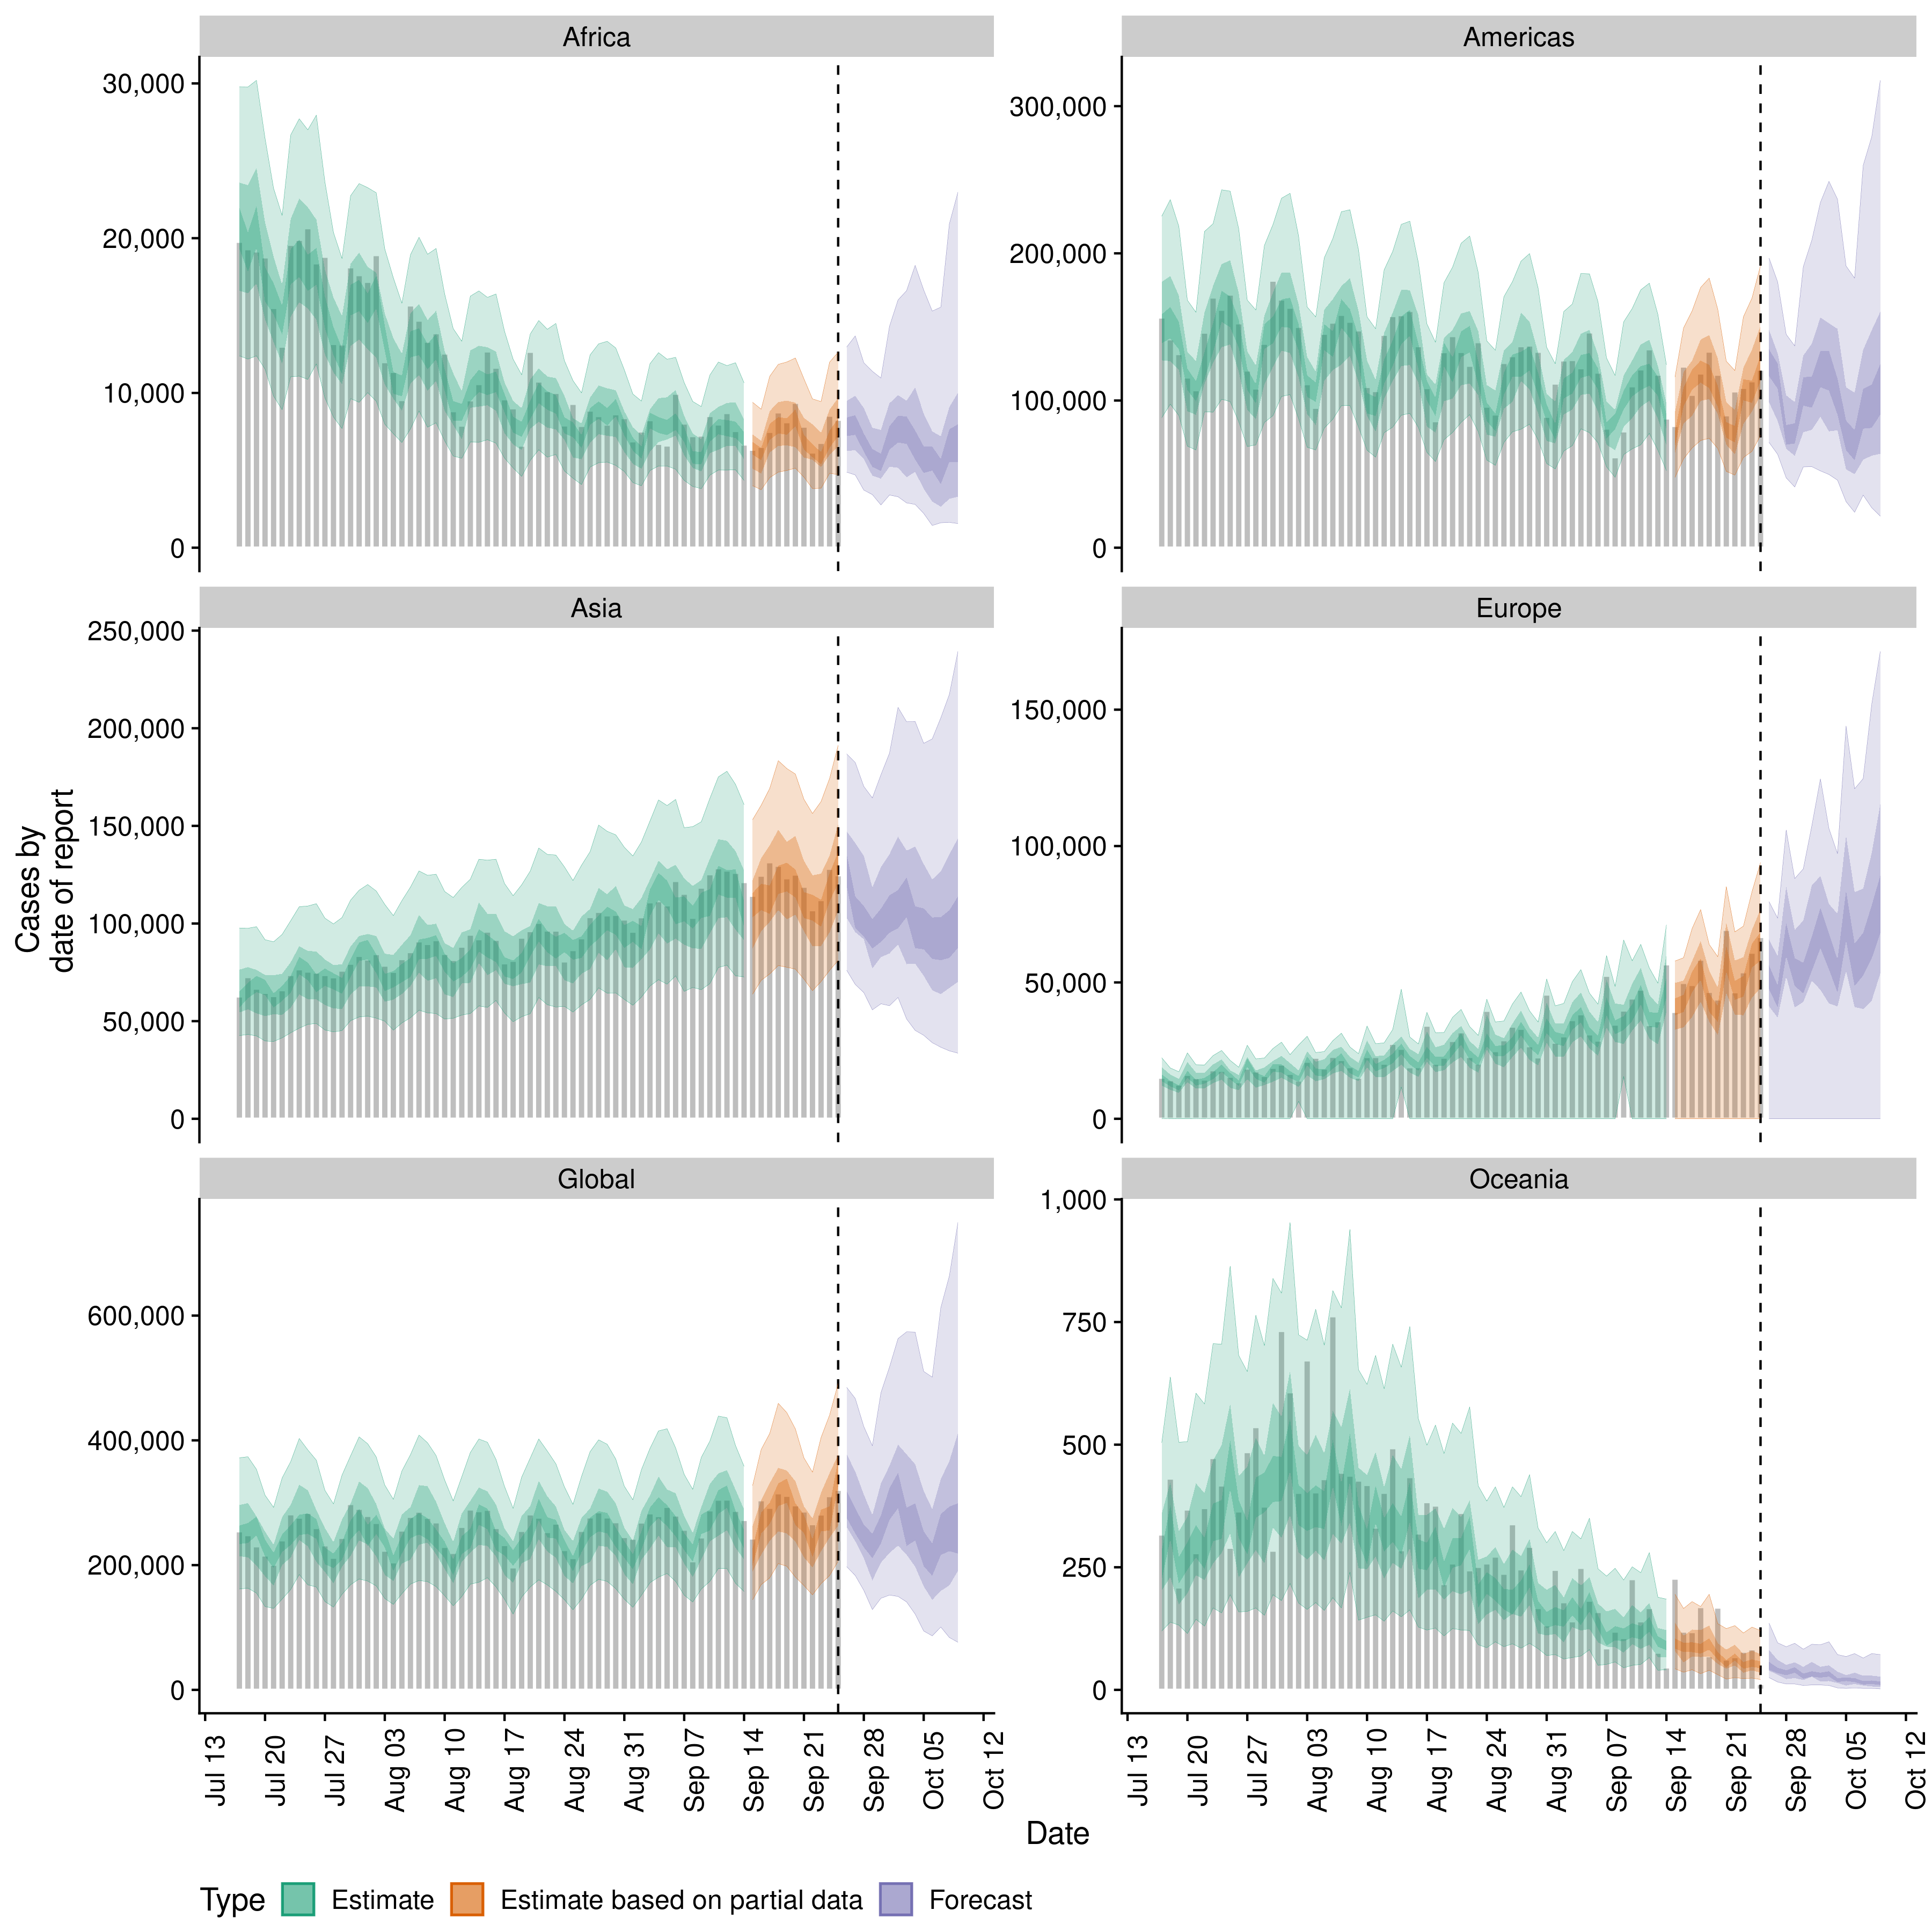 Africa
Americas
30,000
20,000
10,000
0
300,000
200,000
100,000
0
Asia
Europe
250,000
200,000
150,000
100,000
50,000
0
150,000
100,000
50,000
0
Cases by
date of report
Global
Oceania
600,000
400,000
200,000
0
1,000
750
500
250
0
Jul 13
Jul 20
Jul 27
Aug 03
Aug 10
Aug 17
Aug 24
Aug 31
Sep 07
Sep 14
Sep 21
Sep 28
Oct 05
Oct 12
Jul 13
Jul 20
Jul 27
Aug 03
Aug 10
Aug 17
Aug 24
Aug 31
Sep 07
Sep 14
Sep 21
Sep 28
Oct 05
Oct 12
Date
Type Estimate Estimate based on partial data Forecast